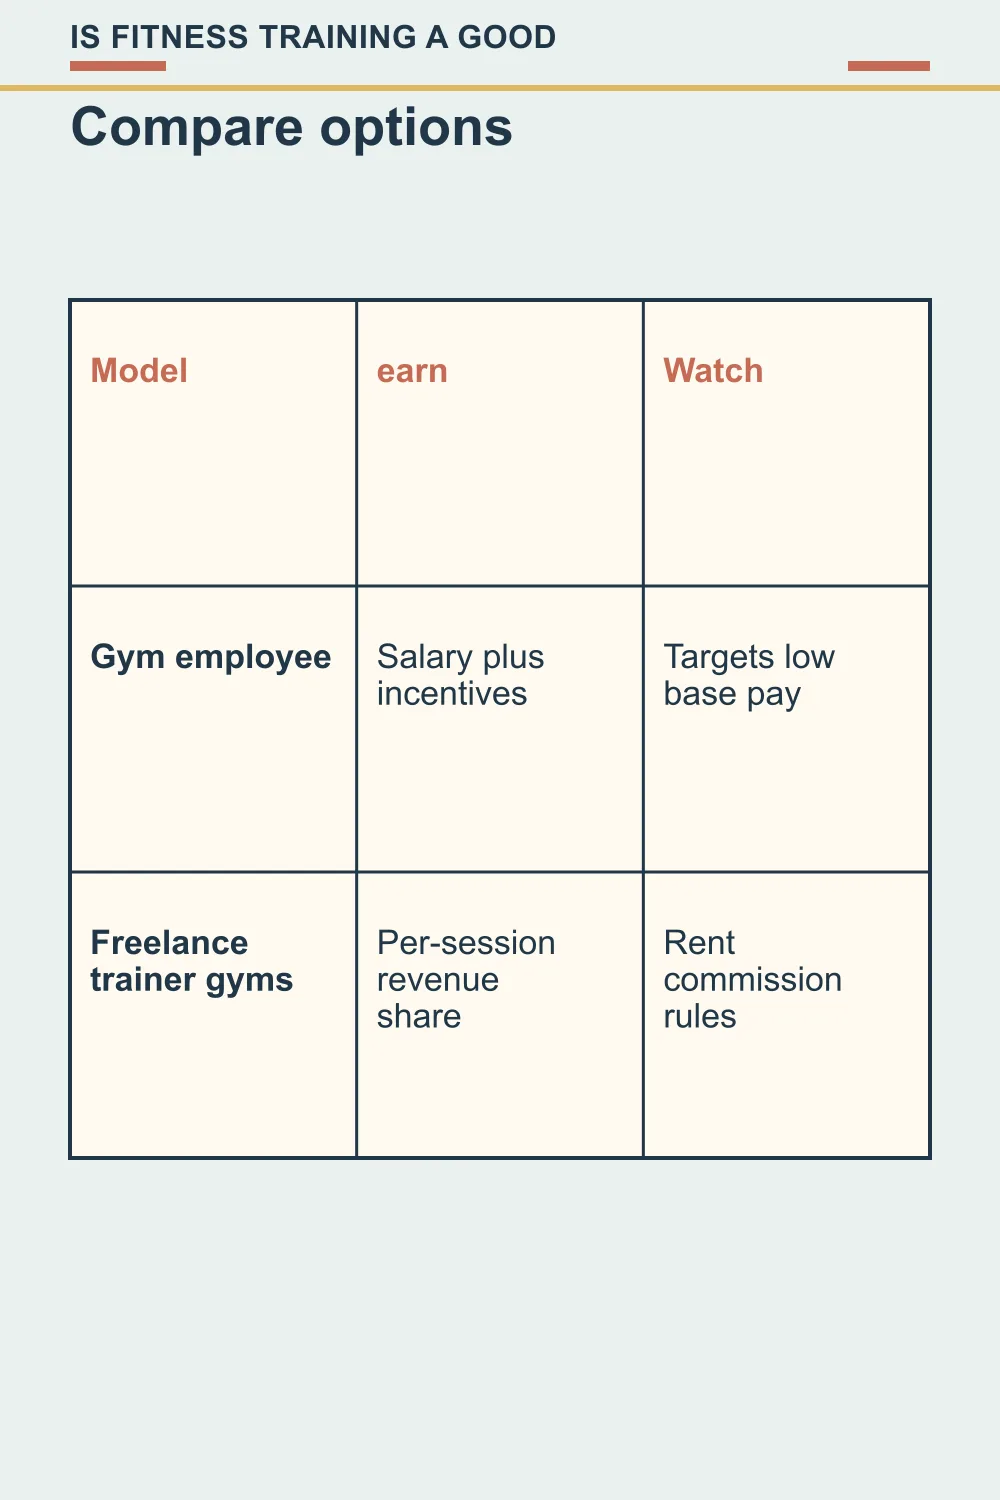 IS FITNESS TRAINING A GOOD
Compare options
Model
earn
Watch
Gym employee
Salary plus
incentives
Targets low
base pay
Freelance
trainer gyms
Per-session
revenue
share
Rent
commission
rules